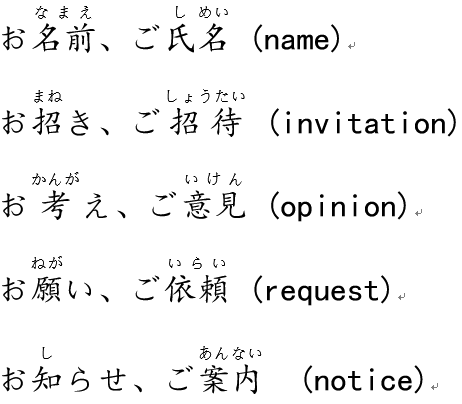 なまえ しめい
お名前、ご氏名 (name)
まね しょうたい
お招き、ご招待 (invitation)
かんが いけん
お考え、ご意見 (opinion)
ねが いらい
お願い、ご依頼 (request)
し あんない
お知らせ、ご案内 (notice)